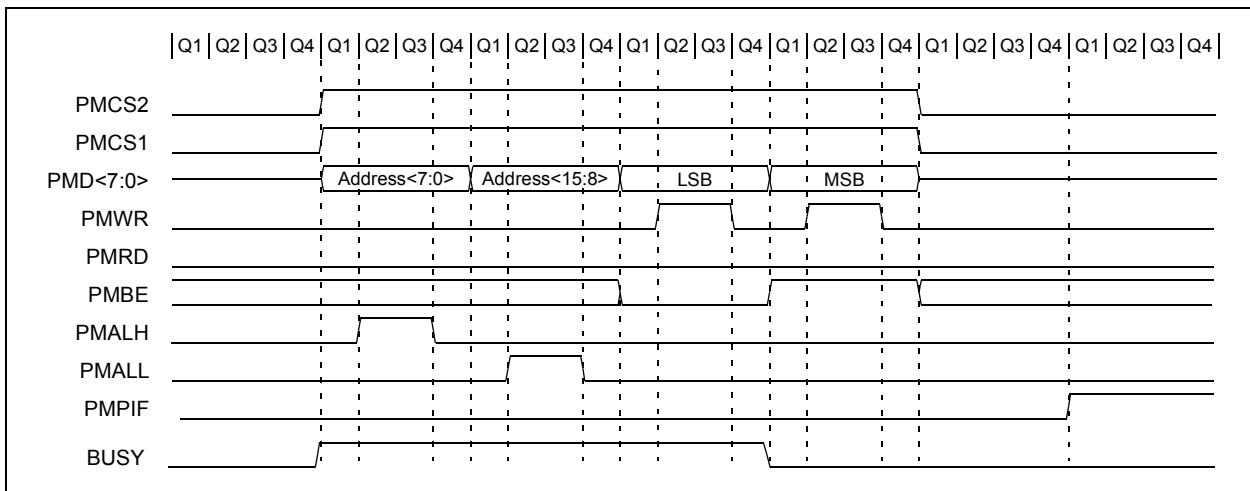 Q1 Q2 Q3 Q4 Q1 Q2 Q3 Q4 Q1 Q2 Q3 Q4 Q1 Q2 Q3 Q4 Q1 Q2 Q3 Q4 Q1 Q2 Q3 Q4 Q1 Q2 Q3 Q4
PMCS2
PMCS1
PMD<7:0> Address<7:0> Address<15:8> LSB MSB
PMWR
PMRD
PMBE
PMALH
PMALL
PMPIF
BUSY